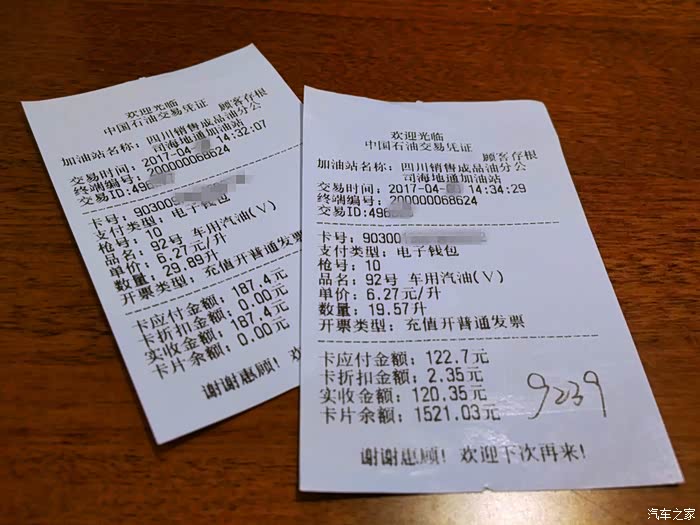 欢迎光临
中国石油交易凭证
顾客存根
加油站名称：四川销售成品油分公
司海地通加油站
交易时间：2017-04- 14:32:07
终端编号：200000068624
交易ID:496
卡号：90300
支付类型：电子钱包
枪号：10
品名：92号 车用汽油(Ⅴ)
单价：6.27元/升
数量：29.89升
开票类型：充值开普通发票
卡应付金额：187.4元
卡折扣金额：0.00元
实收金额：187.4元
卡片余额：0.00元
谢谢惠顾！欢
欢迎光临
中国石油交易凭证
顾客存根
加油站名称：四川销售成品油分公
司海地通加油站
交易时间：2017-04- 14:34:29
终端编号：200000068624
交易ID:496
卡号：90300
支付类型：电子钱包
枪号：10
品名：92号 车用汽油(Ⅴ)
单价：6.27元/升
数量：19.57升
开票类型：充值开普通发票
卡应付金额：122.7元
卡折扣金额：2.35元
实收金额：120.35元
卡片余额：1521.03元
9239
谢谢惠顾！欢迎下次再来！
汽车之家